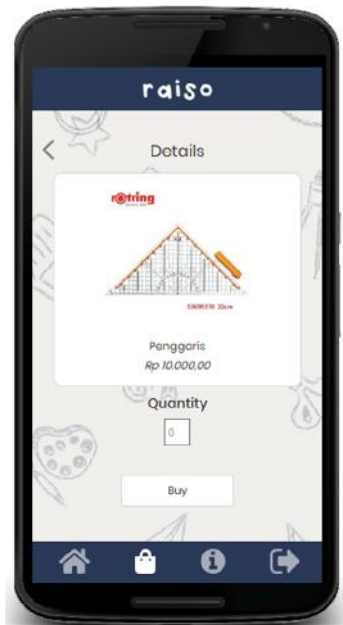 raiso
Details
rotring
Penggaris
Rp 10.000,00
Quantity
0
Buy